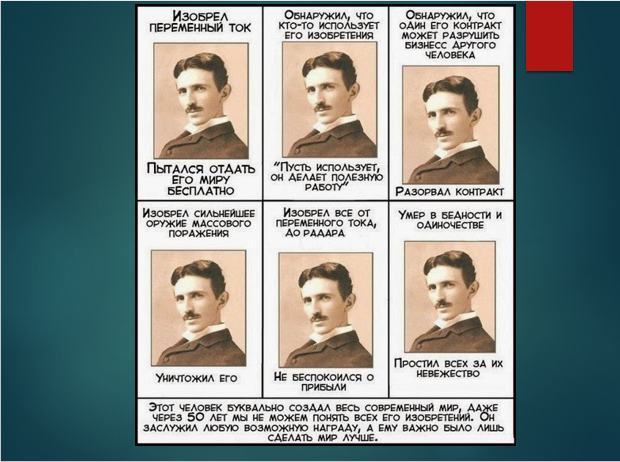 Изобрел
переменный ток
Пытался отдать
его миру
бесплатно
Обнаружил, что
кто-то использует
его изобретения
"Пусть использует,
он делает полезную
работу"
Обнаружил, что
один его контракт
может разрушить
бизнесс другого
человека
Разорвал контракт
Изобрел сильнейшее
оружие массового
поражения
Уничтожил его
Изобрел все от
переменного тока,
до радара
Не беспокоился о
прибыли
Умер в бедности и
одиночестве
Простил всех за их
невежество
Этот человек буквально создал весь современный мир, даже
через 50 лет мы не можем понять всех его изобретений. Он
заслужил любую возможную награду, а ему важно было лишь
сделать мир лучше.